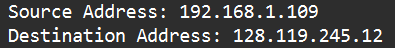 Source Address: 192.168.1.109
Destination Address: 128.119.245.12